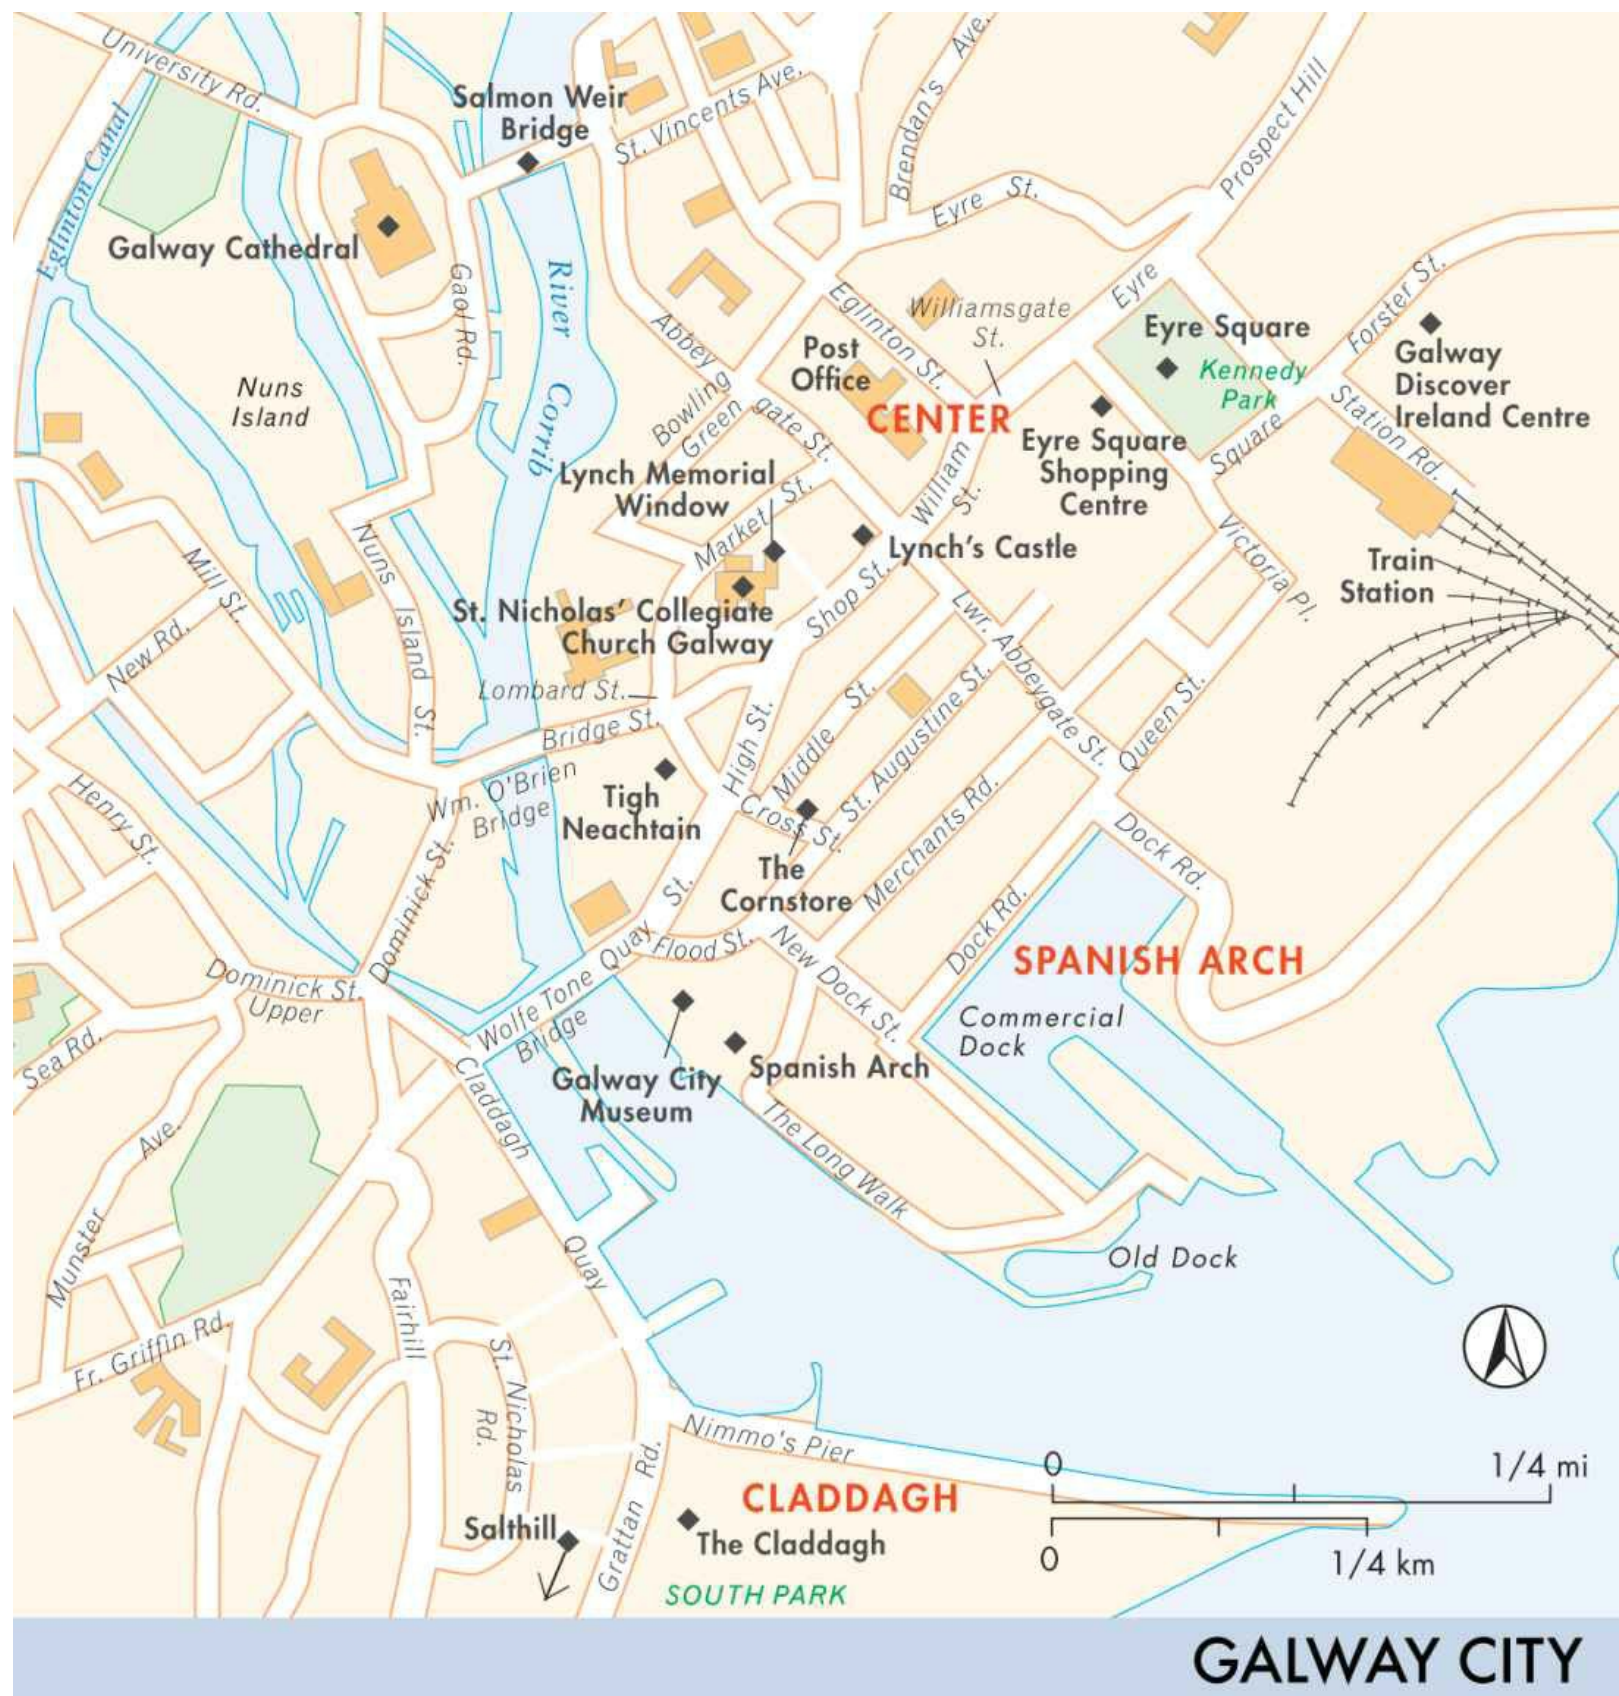 University Rd.
Eglinton Canal
Salmon Weir
Bridge
St. Vincents Ave.
Brendan's Ave.
Prospect Hill
Eyre St.
Galway Cathedral
Gaol Rd.
River Corrib
Nuns
Island
Abbey
gate St.
Bowling
Green
Eglinton St.
Williamsgate
St.
Post
Office
CENTER
Eyre
Square
Eyre Square
Kennedy
Park
Forster St.
Galway
Discover
Ireland Centre
Station Rd.
Eyre Square
Shopping
Centre
William
St.
Lynch Memorial
Window
Market St.
Lynch's Castle
Shop St.
Victoria Pl.
Train
Station
St. Nicholas' Collegiate
Church Galway
Mill St.
New Rd.
Nuns Island St.
Lombard St.
Bridge St.
High St.
Middle St.
St. Augustine St.
Lwr. Abbeygate St.
Queen St.
Henry St.
Wm. O'Brien
Bridge
Tigh
Neachtain
Cross St.
The
Cornstore
Merchants Rd.
Dock Rd.
Dock Rd.
Dominick St.
Dominick St.
Upper
Quay St.
Flood St.
New Dock St.
SPANISH ARCH
Commercial
Dock
Wolfe Tone
Bridge
Sea Rd.
Claddagh Quay
Galway City
Museum
Spanish Arch
The Long Walk
Old Dock
Munster Ave.
Fr. Griffin Rd.
Fairhill
St. Nicholas
Rd.
Nimmo's Pier
Grattan Rd.
CLADDAGH
Salthill
The Claddagh
SOUTH PARK
0
1/4 mi
0
1/4 km
GALWAY CITY